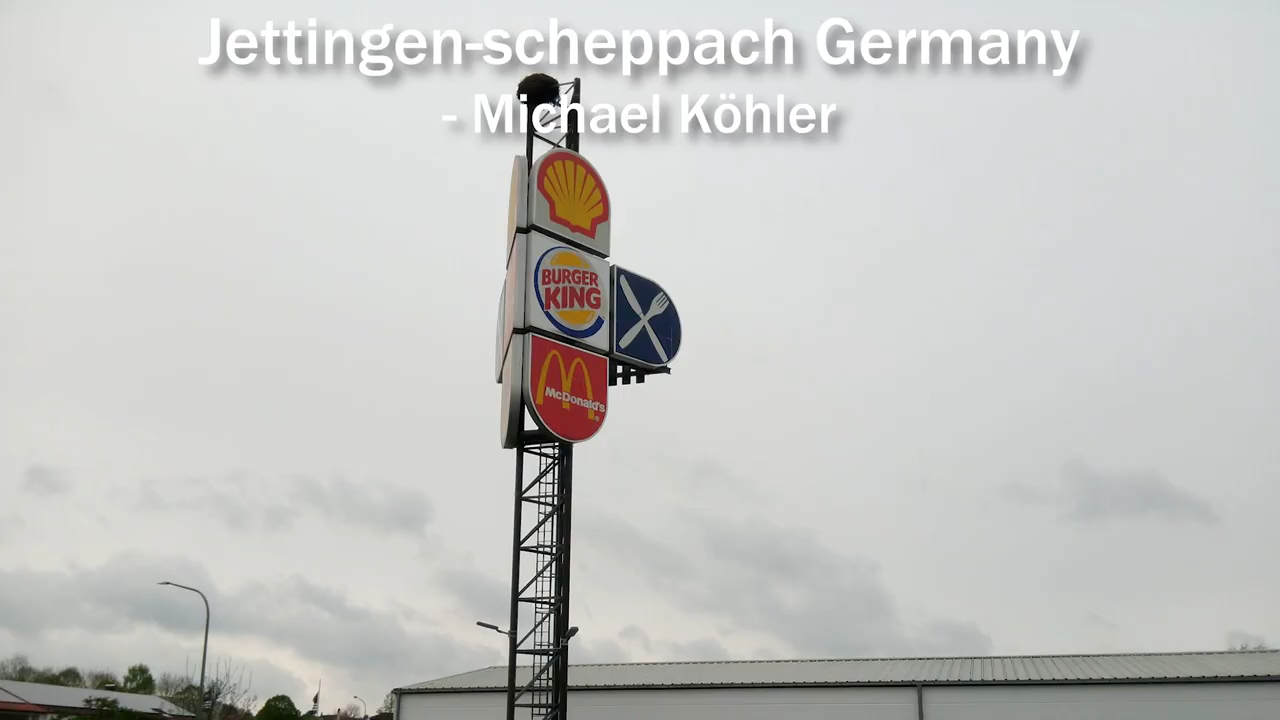 Jettingen-scheppach Germany
- Michael Köhler
BURGER
KING
McDonald's